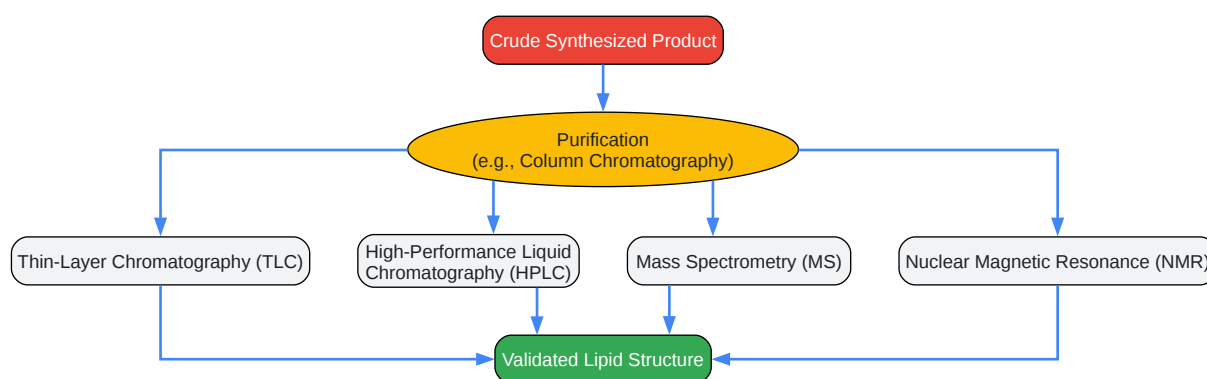 Crude Synthesized Product
Purification
(e.g., Column Chromatography)
Thin-Layer Chromatography (TLC)
High-Performance Liquid
Chromatography (HPLC)
Mass Spectrometry (MS)
Nuclear Magnetic Resonance (NMR)
Validated Lipid Structure